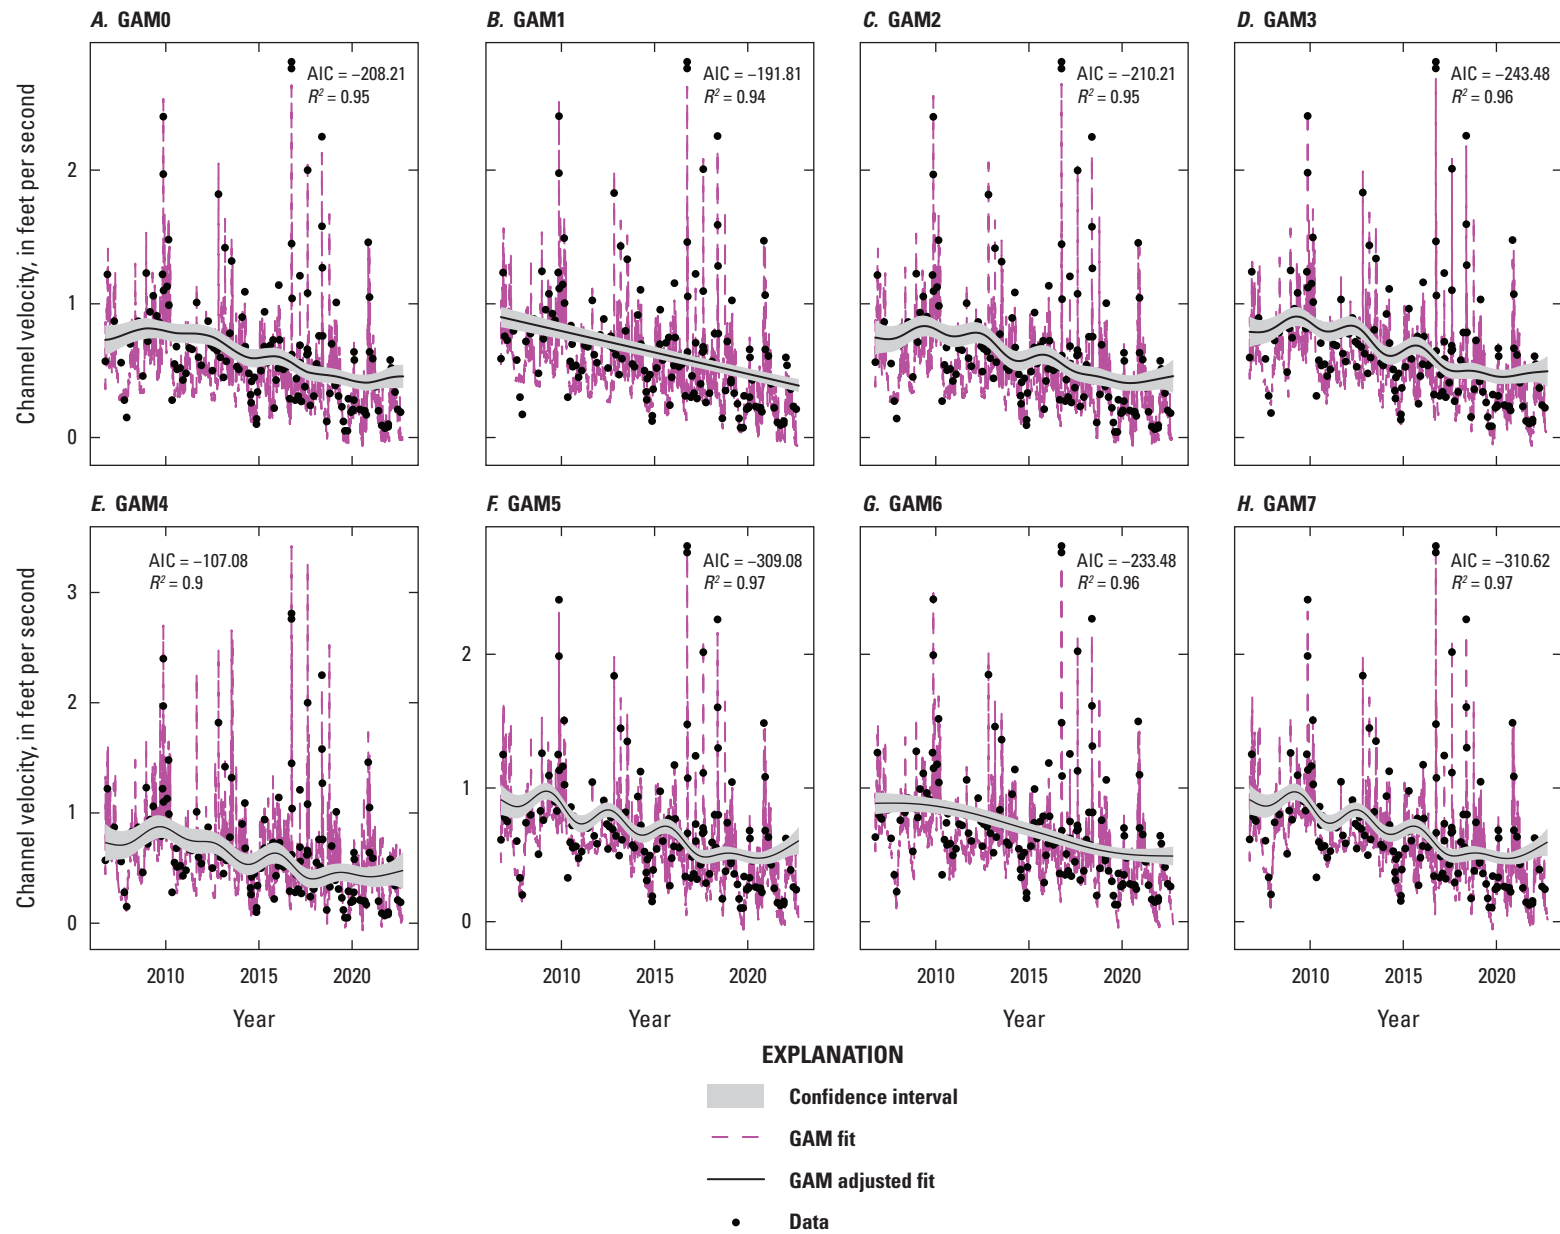 A. GAM0
B. GAM1
C. GAM2
D. GAM3
Channel velocity, in feet per second
2
1
0
AIC = −208.21
R² = 0.95
AIC = −191.81
R² = 0.94
AIC = −210.21
R² = 0.95
AIC = −243.48
R² = 0.96
E. GAM4
F. GAM5
G. GAM6
H. GAM7
Channel velocity, in feet per second
3
2
1
0
AIC = −107.08
R² = 0.9
2
1
0
AIC = −309.08
R² = 0.97
AIC = −233.48
R² = 0.96
AIC = −310.62
R² = 0.97
2010 2015 2020
2010 2015 2020
2010 2015 2020
2010 2015 2020
Year
Year
Year
Year
EXPLANATION
Confidence interval
GAM fit
GAM adjusted fit
Data